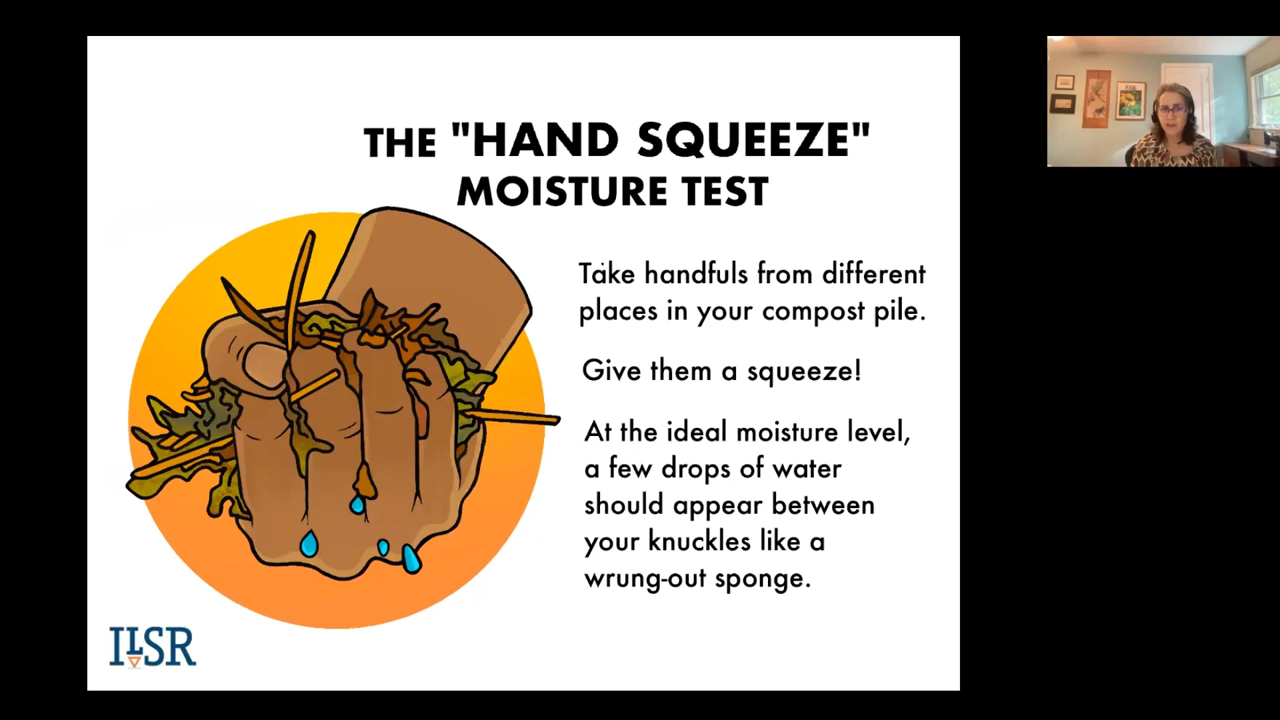 THE "HAND SQUEEZE"
MOISTURE TEST
Take handfuls from different
places in your compost pile.
Give them a squeeze!
At the ideal moisture level,
a few drops of water
should appear between
your knuckles like a
wrung-out sponge.
ILSR